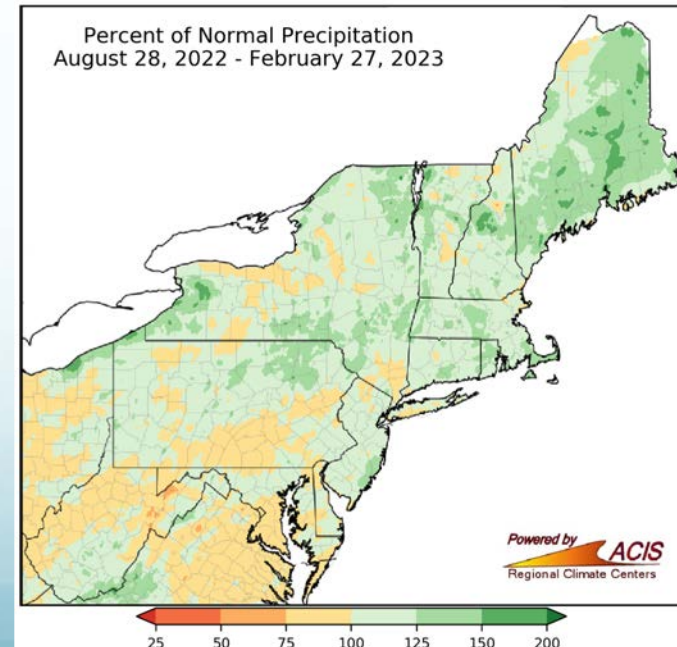 Percent of Normal Precipitation
August 28, 2022 - February 27, 2023
Powered by
ACIS
Regional Climate Centers
25 50 75 100 125 150 200